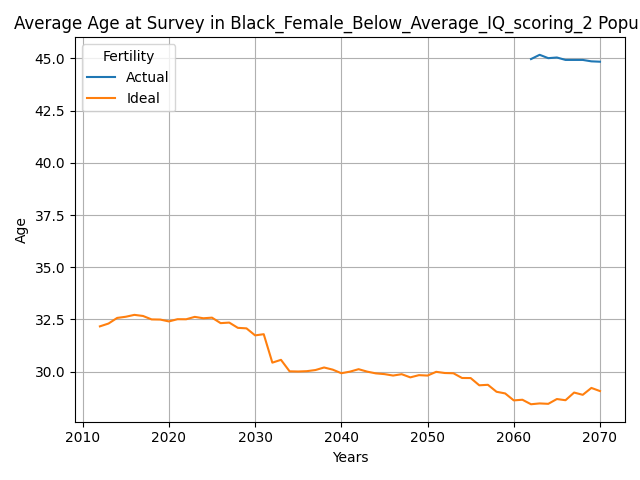 Average Age at Survey in Black_Female_Below_Average_IQ_scoring_2 Popu
Fertility
Actual
Ideal
45.0
42.5
40.0
37.5
35.0
32.5
30.0
Age
2010 2020 2030 2040 2050 2060 2070
Years